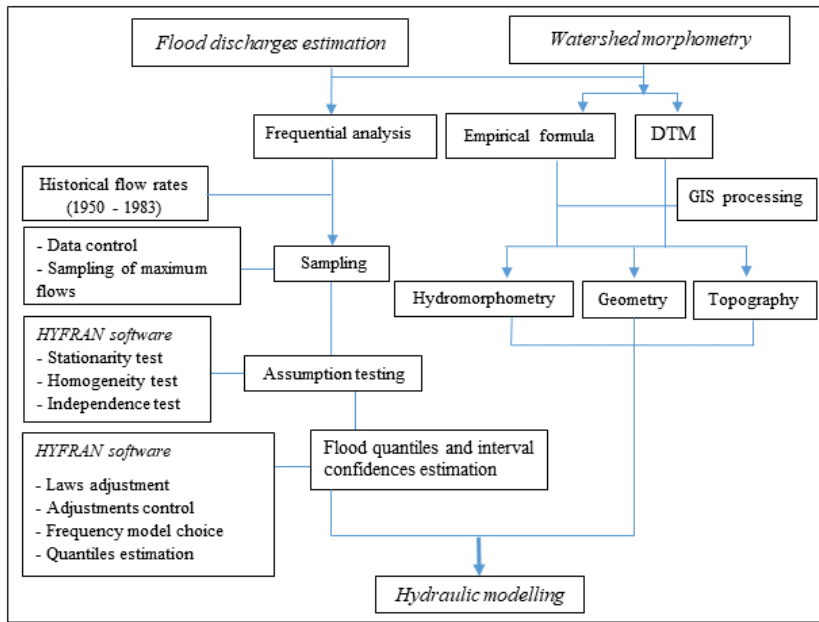 Flood discharges estimation
Watershed morphometry
Frequential analysis
Empirical formula
DTM
Historical flow rates
(1950 - 1983)
GIS processing
- Data control
- Sampling of maximum
flows
Sampling
Hydromorphometry
Geometry
Topography
HYFRAN software
- Stationarity test
- Homogeneity test
- Independence test
Assumption testing
HYFRAN software
- Laws adjustment
- Adjustments control
- Frequency model choice
- Quantiles estimation
Flood quantiles and interval
confidences estimation
Hydraulic modelling